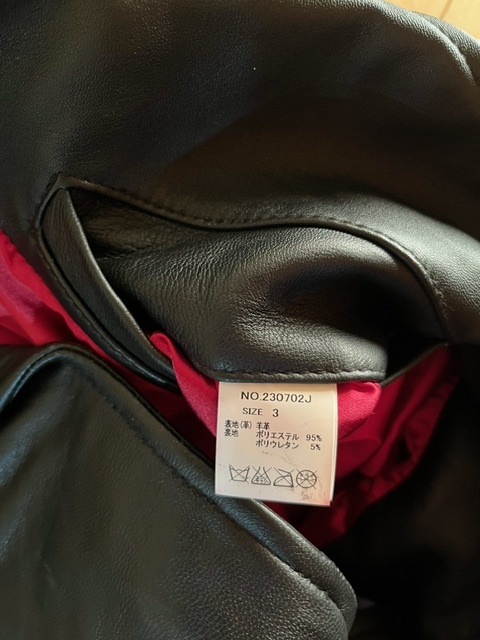 NO.230702J
SIZE 3
表地(革) 羊革
裏地 ポリエステル 95%
ポリウレタン 5%